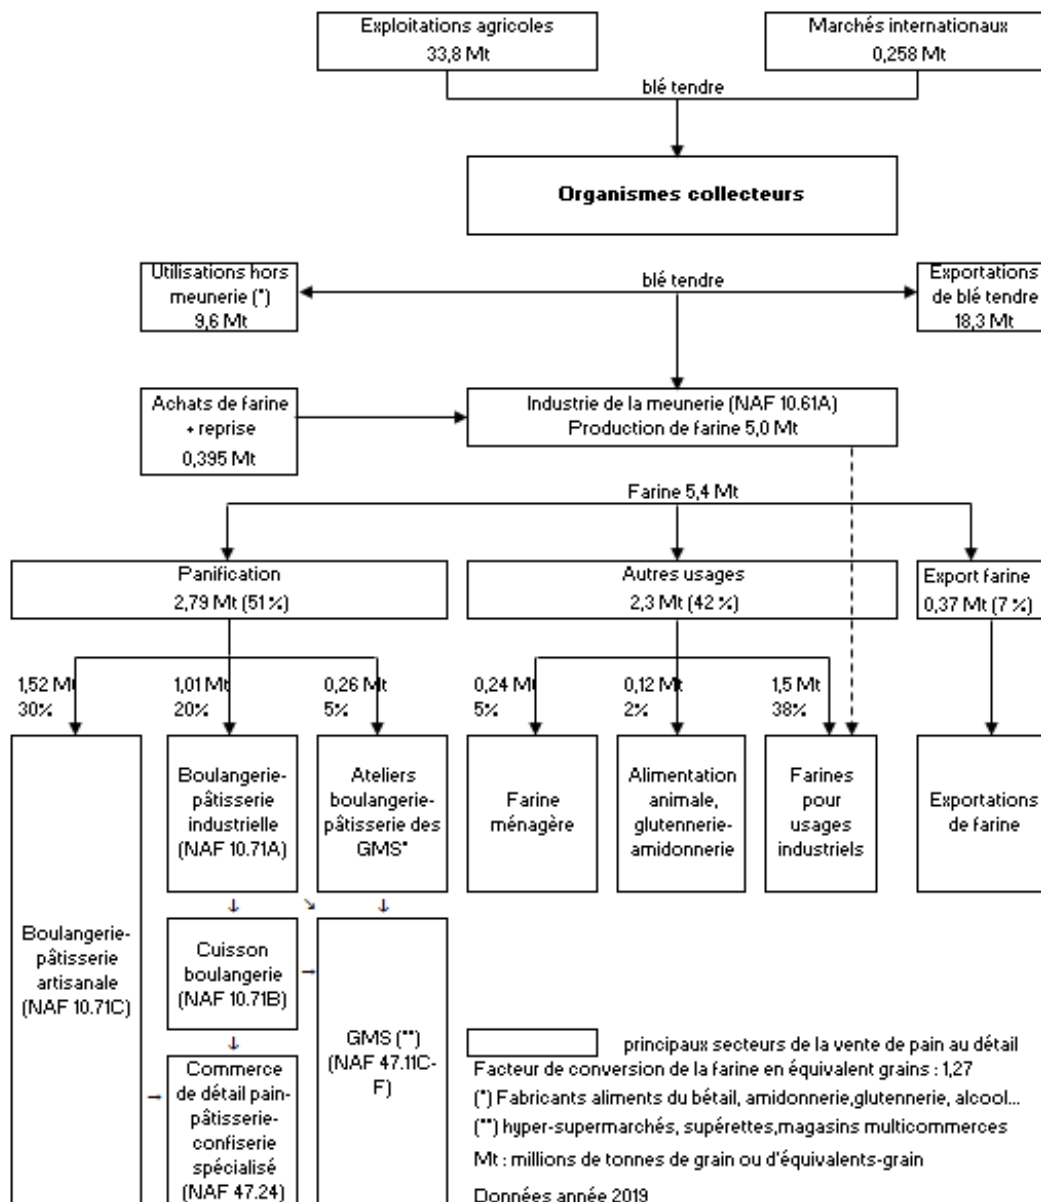 Exploitations agricoles
33,8 Mt
Marchés internationaux
0,258 Mt
blé tendre
Organismes collecteurs
Utilisations hors
meunerie (*)
9,6 Mt
blé tendre
Exportations
de blé tendre
18,3 Mt
Achats de farine
+ reprise
0,395 Mt
Industrie de la meunerie (NAF 10.61A)
Production de farine 5,0 Mt
Farine 5,4 Mt
Panification
2,79 Mt (51 %)
Autres usages
2,3 Mt (42 %)
Export farine
0,37 Mt (7 %)
1,52 Mt
30%
1,01 Mt
20%
0,26 Mt
5%
0,24 Mt
5%
0,12 Mt
2%
1,5 Mt
38%
Boulangerie-
pâtisserie
artisanale
(NAF 10.71C)
Boulangerie-
pâtisserie
industrielle
(NAF 10.71A)
Ateliers
boulangerie-
pâtisserie des
GMS*
Farine
ménagère
Alimentation
animale,
glutennerie-
amidonnerie
Farines
pour
usages
industriels
Exportations
de farine
Cuisson
boulangerie
(NAF 10.71B)
GMS (**)
(NAF 47.11C-
F)
Commerce
de détail pain-
pâtisserie-
confiserie
spécialisé
(NAF 47.24)
principaux secteurs de la vente de pain au détail
Facteur de conversion de la farine en équivalent grains : 1,27
(*) Fabricants aliments du bétail, amidonnerie,glutennerie, alcool...
(**) hyper-supermarchés, supérettes,magasins multicommerces
Mt : millions de tonnes de grain ou d'équivalents-grain
Données année 2019